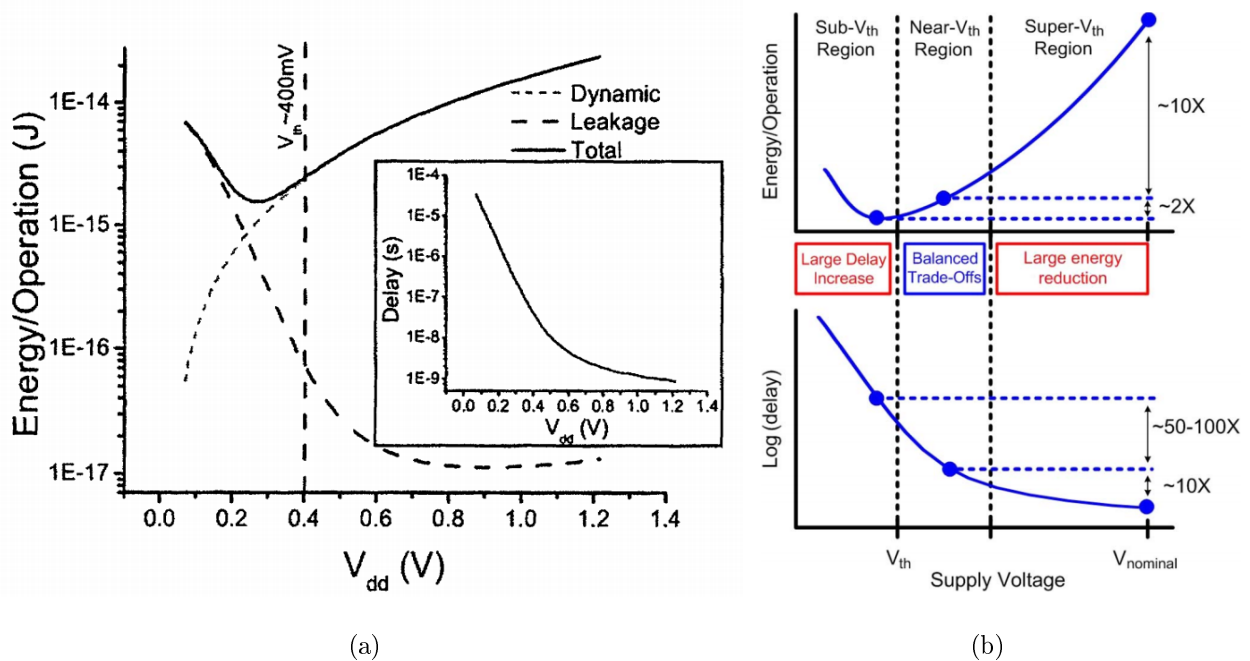 Energy/Operation (J)
1E-14
1E-15
1E-16
1E-17
0.0 0.2 0.4 0.6 0.8 1.0 1.2 1.4
V_dd (V)
V_th~400mV
Dynamic
Leakage
Total
Delay (s)
1E-4
1E-5
1E-6
1E-7
1E-8
1E-9
0.0 0.2 0.4 0.6 0.8 1.0 1.2 1.4
V_dd (V)
(a)
Energy/Operation
Sub-V_th
Region
Near-V_th
Region
Super-V_th
Region
~10X
~2X
Large Delay
Increase
Balanced
Trade-Offs
Large energy
reduction
Log (delay)
~50-100X
~10X
V_th
V_nominal
Supply Voltage
(b)